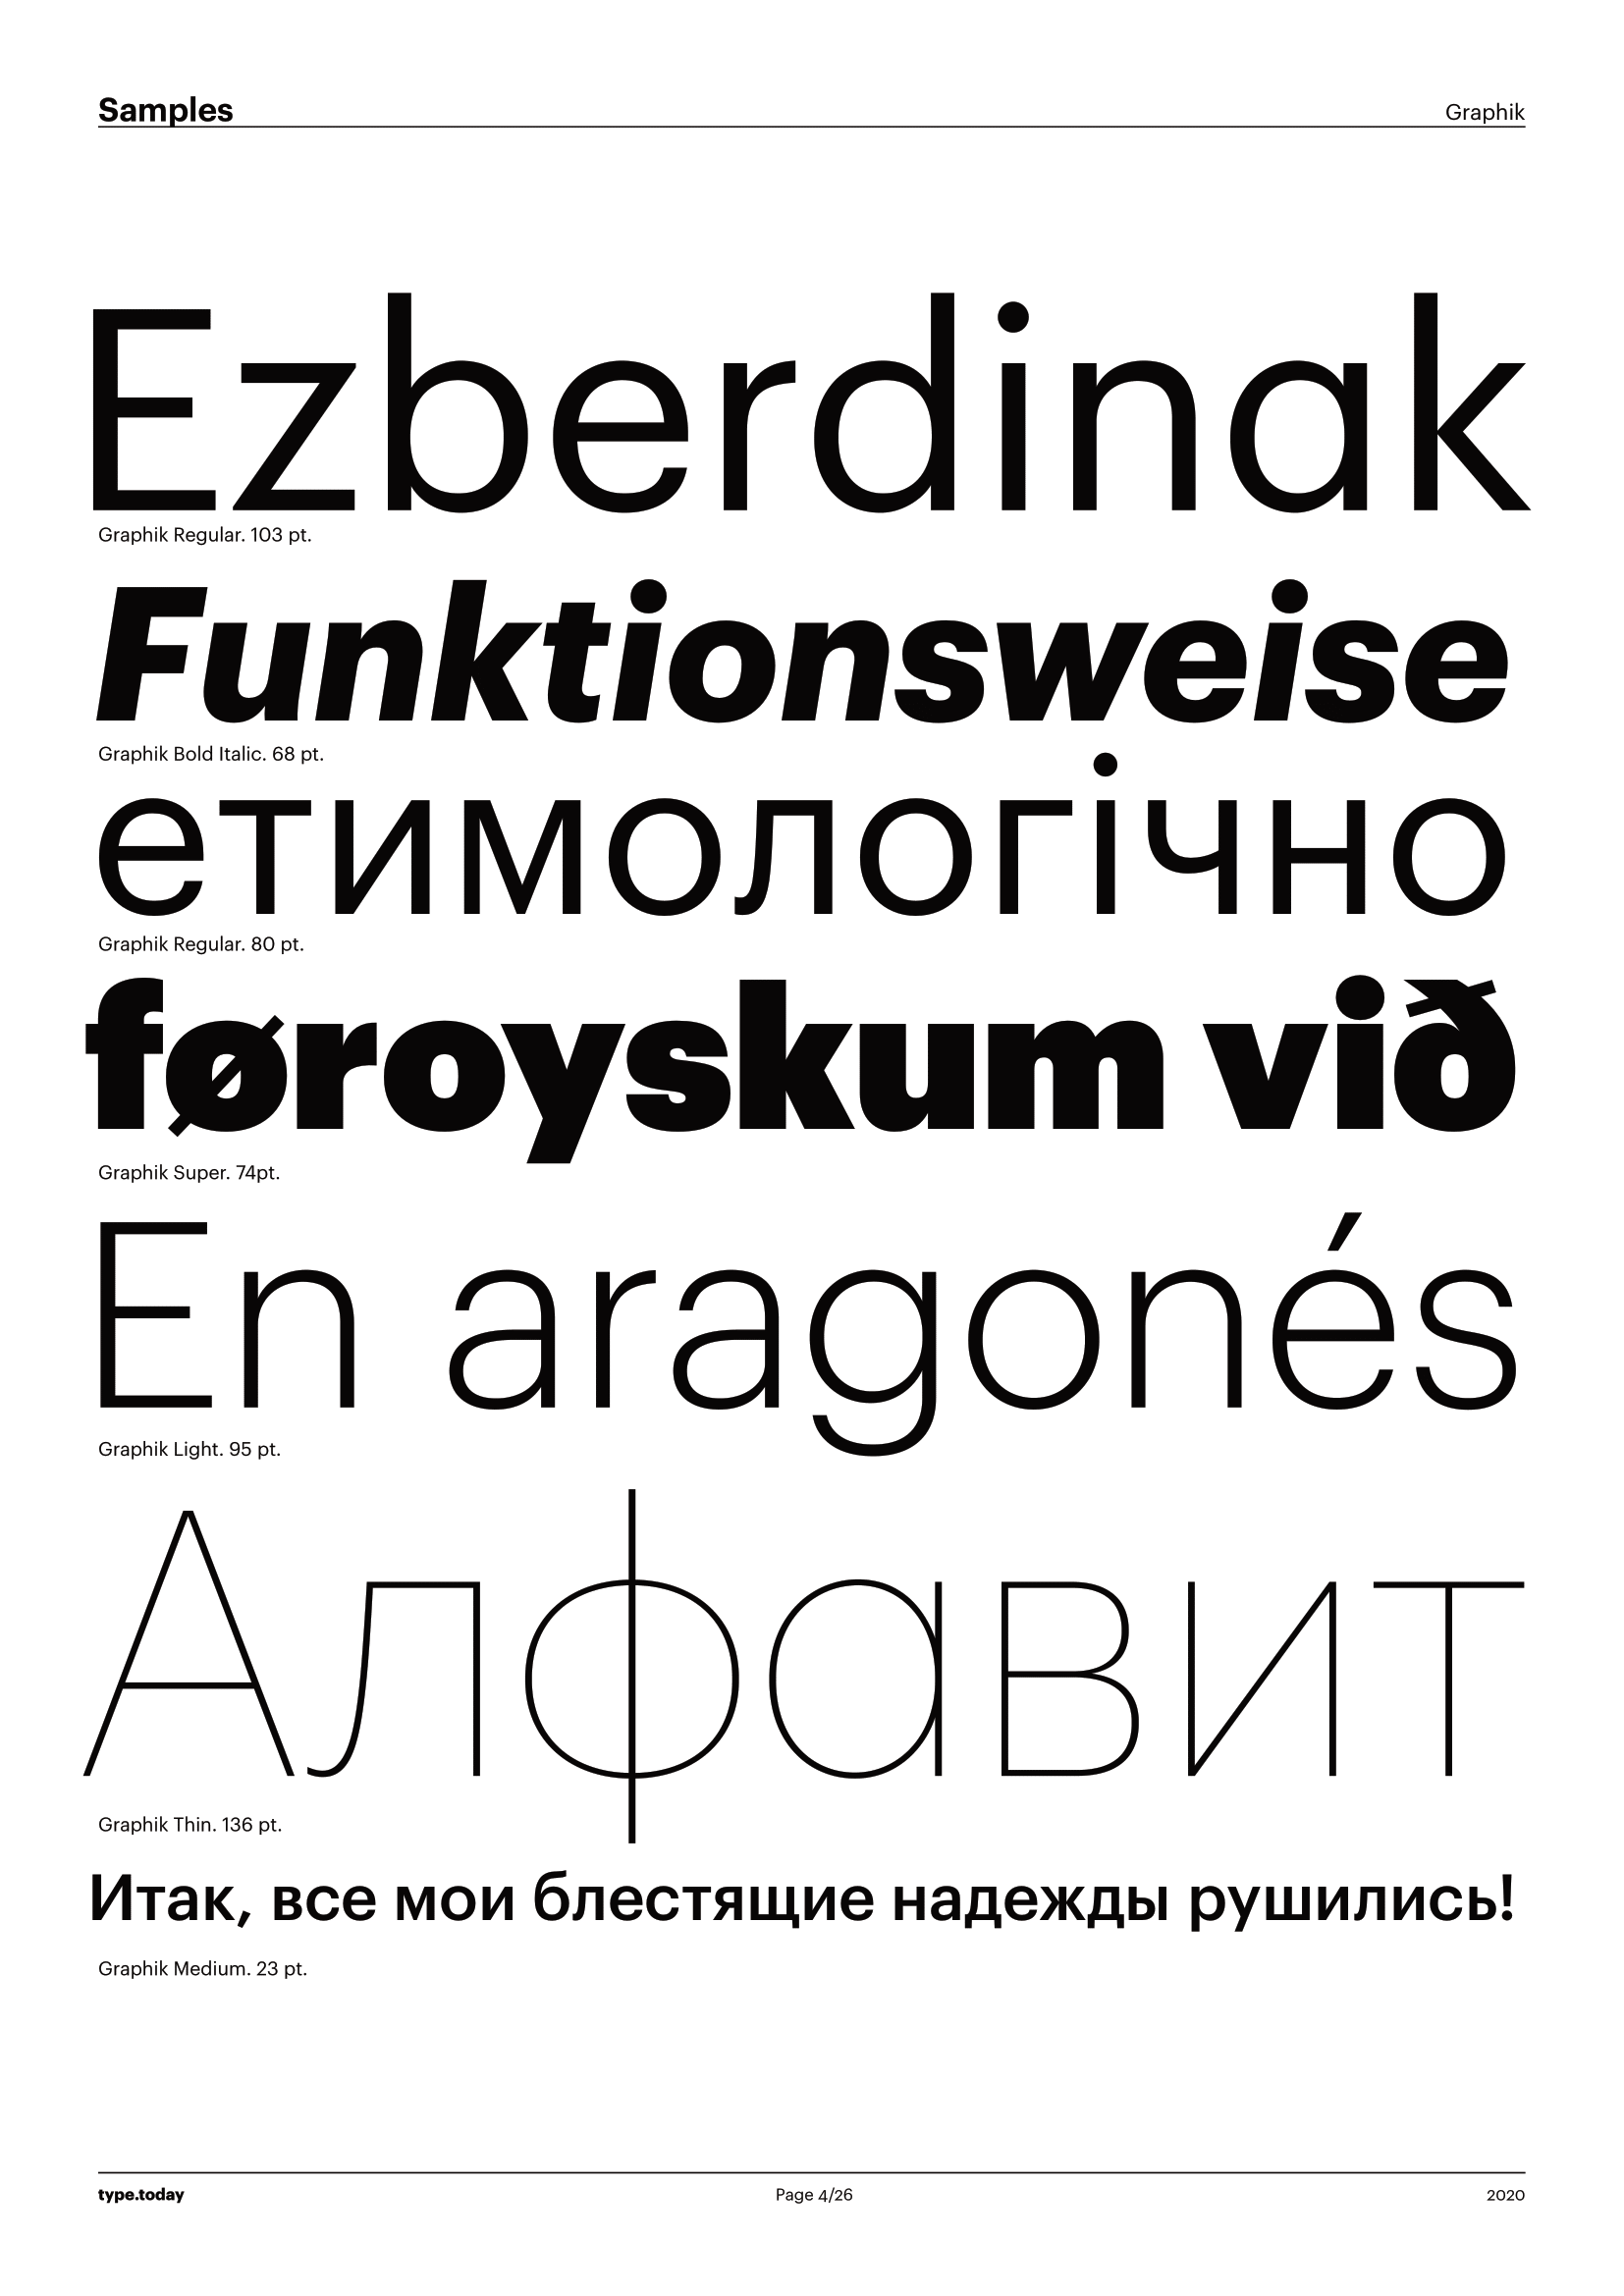 Samples
Graphik
Ezberdinak
Graphik Regular. 103 pt.
Funktionsweise
Graphik Bold Italic. 68 pt.
етимологічно
Graphik Regular. 80 pt.
føroyskum við
Graphik Super. 74pt.
En aragonés
Graphik Light. 95 pt.
Алфавит
Graphik Thin. 136 pt.
Итак, все мои блестящие надежды рушились!
Graphik Medium. 23 pt.
type.today
Page 4/26
2020